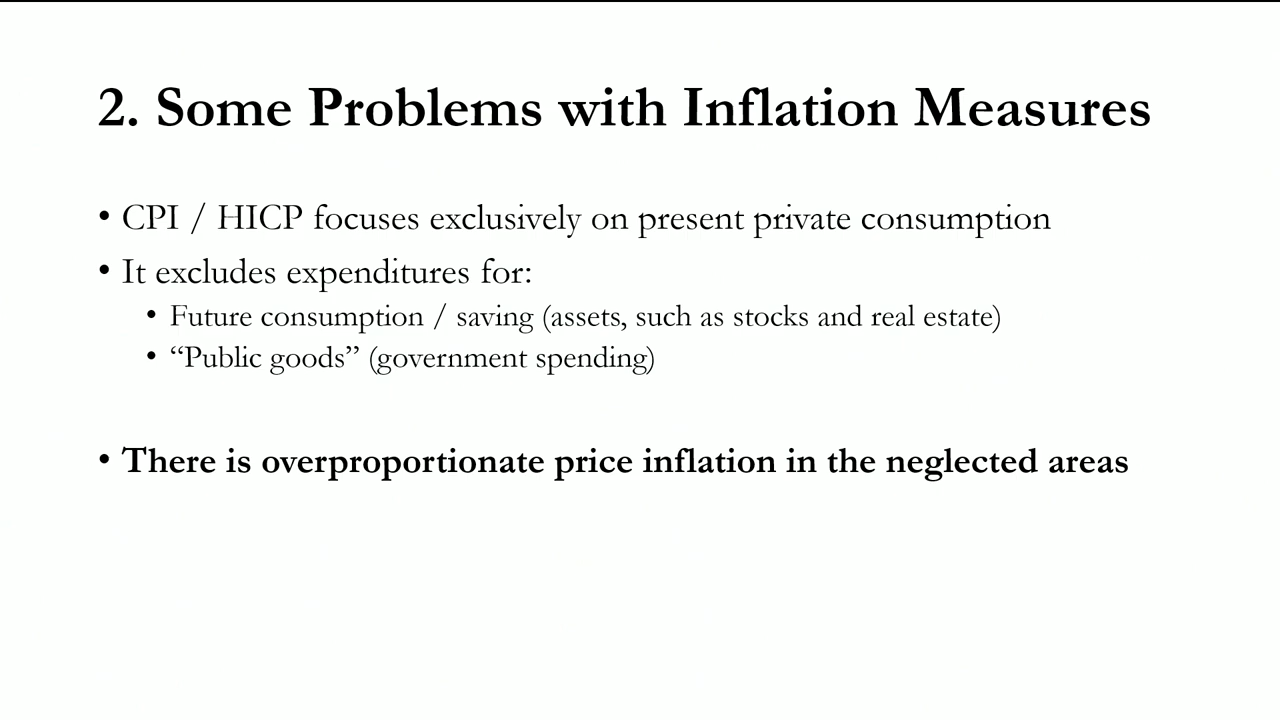 2. Some Problems with Inflation Measures
• CPI / HICP focuses exclusively on present private consumption
• It excludes expenditures for:
• Future consumption / saving (assets, such as stocks and real estate)
• “Public goods” (government spending)
• There is overproportionate price inflation in the neglected areas